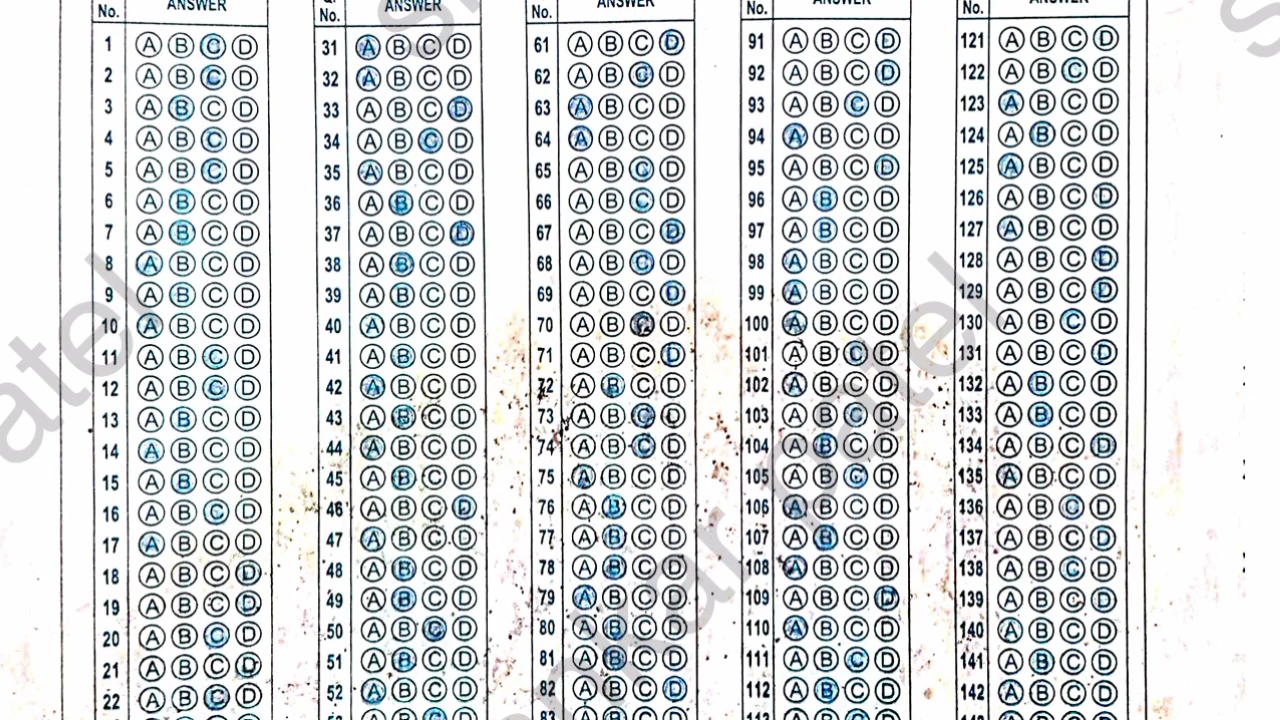 No. ANSWER No. ANSWER No. ANSWER No. ANSWER No. ANSWER
1 A B C D 31 A B C D 61 A B C D 91 A B C D 121 A B C D
2 A B C D 32 A B C D 62 A B C D 92 A B C D 122 A B C D
3 A B C D 33 A B C D 63 A B C D 93 A B C D 123 A B C D
4 A B C D 34 A B C D 64 A B C D 94 A B C D 124 A B C D
5 A B C D 35 A B C D 65 A B C D 95 A B C D 125 A B C D
6 A B C D 36 A B C D 66 A B C D 96 A B C D 126 A B C D
7 A B C D 37 A B C D 67 A B C D 97 A B C D 127 A B C D
8 A B C D 38 A B C D 68 A B C D 98 A B C D 128 A B C D
9 A B C D 39 A B C D 69 A B C D 99 A B C D 129 A B C D
10 A B C D 40 A B C D 70 A B C D 100 A B C D 130 A B C D
11 A B C D 41 A B C D 71 A B C D 101 A B C D 131 A B C D
12 A B C D 42 A B C D 72 A B C D 102 A B C D 132 A B C D
13 A B C D 43 A B C D 73 A B C D 103 A B C D 133 A B C D
14 A B C D 44 A B C D 74 A B C D 104 A B C D 134 A B C D
15 A B C D 45 A B C D 75 A B C D 105 A B C D 135 A B C D
16 A B C D 46 A B C D 76 A B C D 106 A B C D 136 A B C D
17 A B C D 47 A B C D 77 A B C D 107 A B C D 137 A B C D
18 A B C D 48 A B C D 78 A B C D 108 A B C D 138 A B C D
19 A B C D 49 A B C D 79 A B C D 109 A B C D 139 A B C D
20 A B C D 50 A B C D 80 A B C D 110 A B C D 140 A B C D
21 A B C D 51 A B C D 81 A B C D 111 A B C D 141 A B C D
22 A B C D 52 A B C D 82 A B C D 112 A B C D 142 A B C D
patel